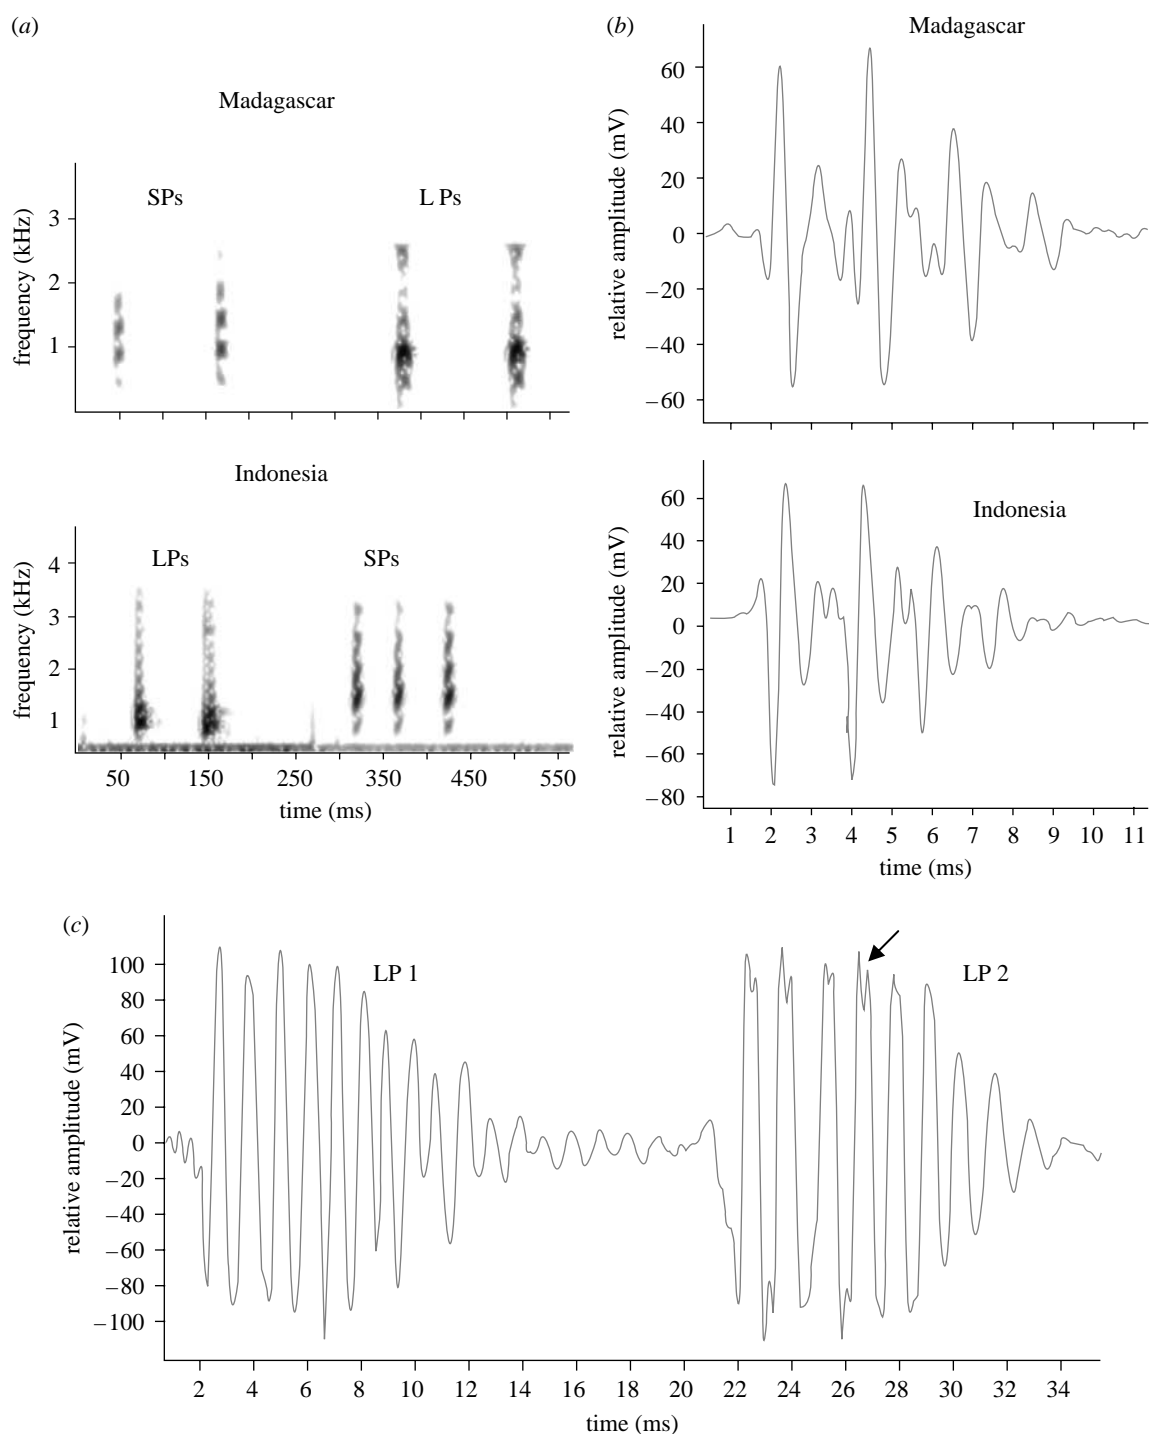 (a)
Madagascar
SPs
L Ps
frequency (kHz)
3
2
1
Indonesia
LPs
SPs
frequency (kHz)
4
3
2
1
50 150 250 350 450 550
time (ms)
(b)
Madagascar
relative amplitude (mV)
60
40
20
0
−20
−40
−60
Indonesia
relative amplitude (mV)
60
40
20
0
−20
−40
−60
−80
1 2 3 4 5 6 7 8 9 10 11
time (ms)
(c)
LP 1
LP 2
relative amplitude (mV)
100
80
60
40
20
0
−20
−40
−60
−80
−100
2 4 6 8 10 12 14 16 18 20 22 24 26 28 30 32 34
time (ms)